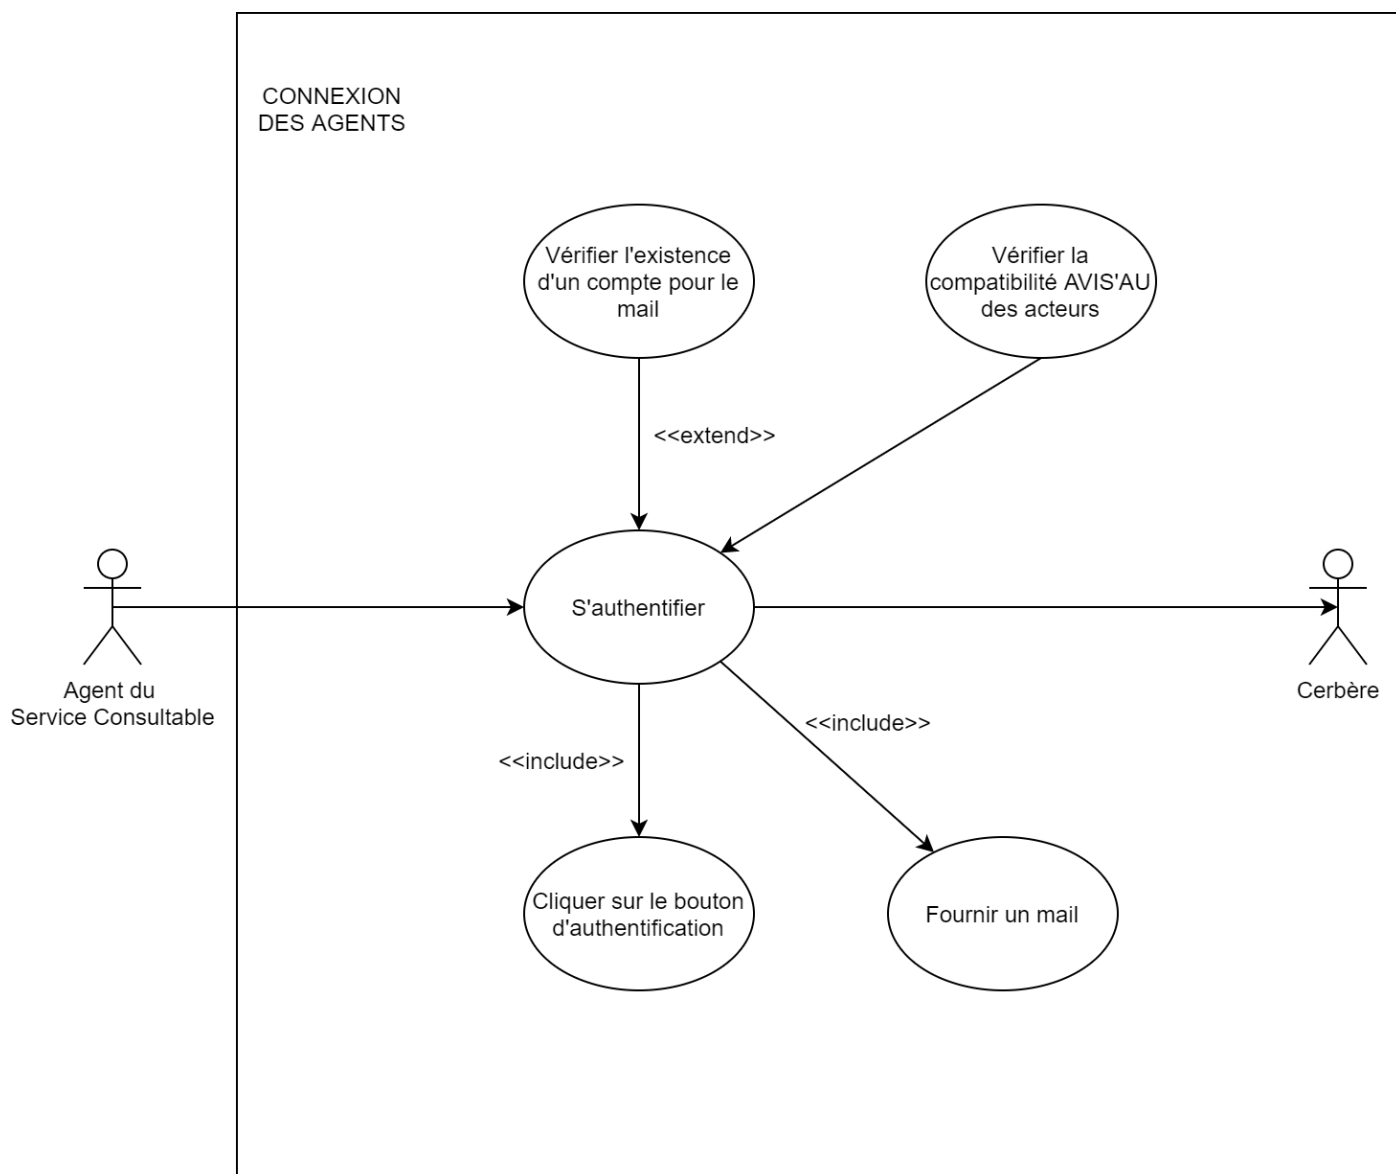 CONNEXION
DES AGENTS
Vérifier l'existence
d'un compte pour le
mail
Vérifier la
compatibilité AVIS'AU
des acteurs
<<extend>>
S'authentifier
Agent du
Service Consultable
Cerbère
<<include>>
<<include>>
Cliquer sur le bouton
d'authentification
Fournir un mail